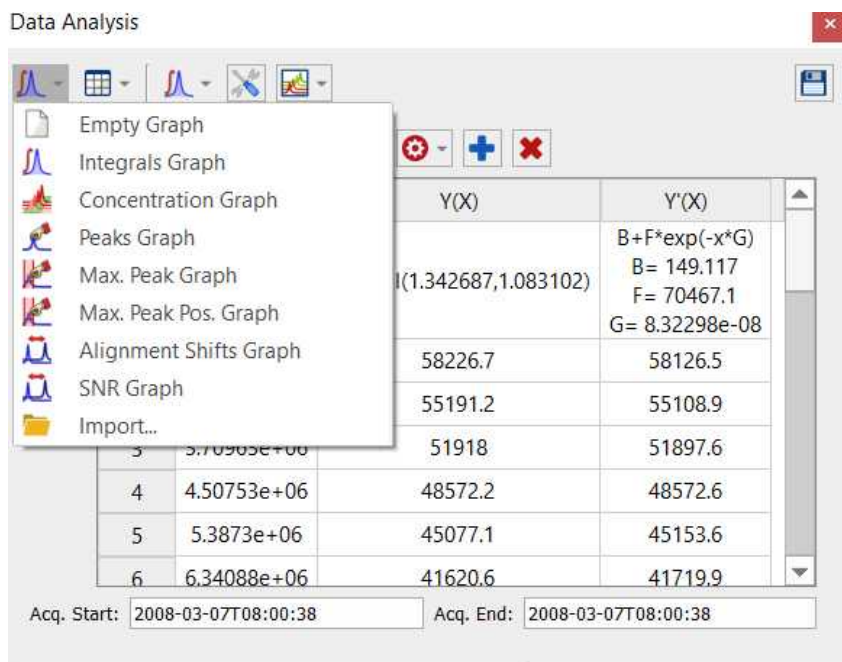 Data Analysis
Empty Graph
Integrals Graph
Concentration Graph
Peaks Graph
Max. Peak Graph
Max. Peak Pos. Graph
Alignment Shifts Graph
SNR Graph
Import...
Y(X) Y'(X)
(1.342687,1.083102)
B+F*exp(-x*G)
B= 149.117
F= 70467.1
G= 8.32298e-08
58226.7 58126.5
55191.2 55108.9
51918 51897.6
4 4.50753e+06 48572.2 48572.6
5 5.3873e+06 45077.1 45153.6
6 6.34088e+06 41620.6 41719.9
Acq. Start: 2008-03-07T08:00:38 Acq. End: 2008-03-07T08:00:38